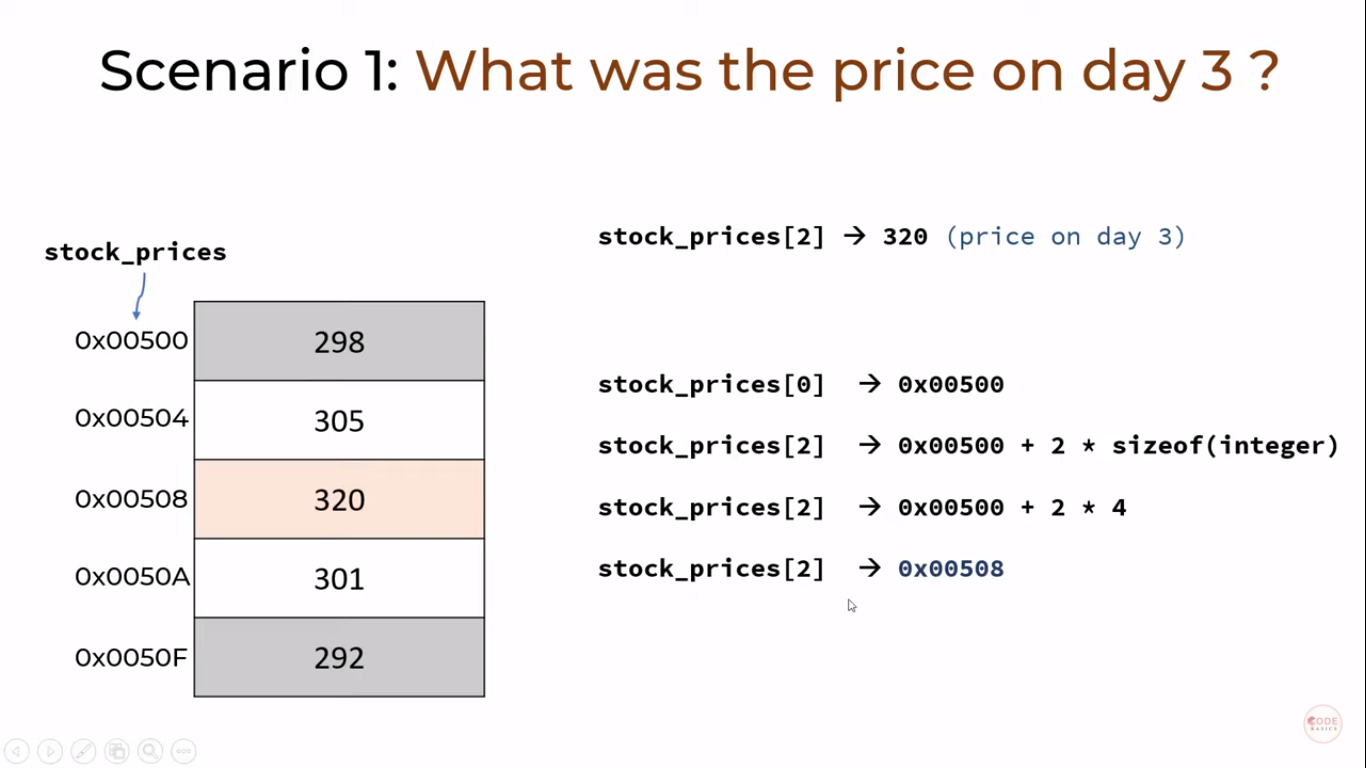 Scenario 1: What was the price on day 3 ?
stock_prices
0x00500 298
0x00504 305
0x00508 320
0x0050A 301
0x0050F 292
stock_prices[2] → 320 (price on day 3)
stock_prices[0] → 0x00500
stock_prices[2] → 0x00500 + 2 * sizeof(integer)
stock_prices[2] → 0x00500 + 2 * 4
stock_prices[2] → 0x00508
CODE
BASICS